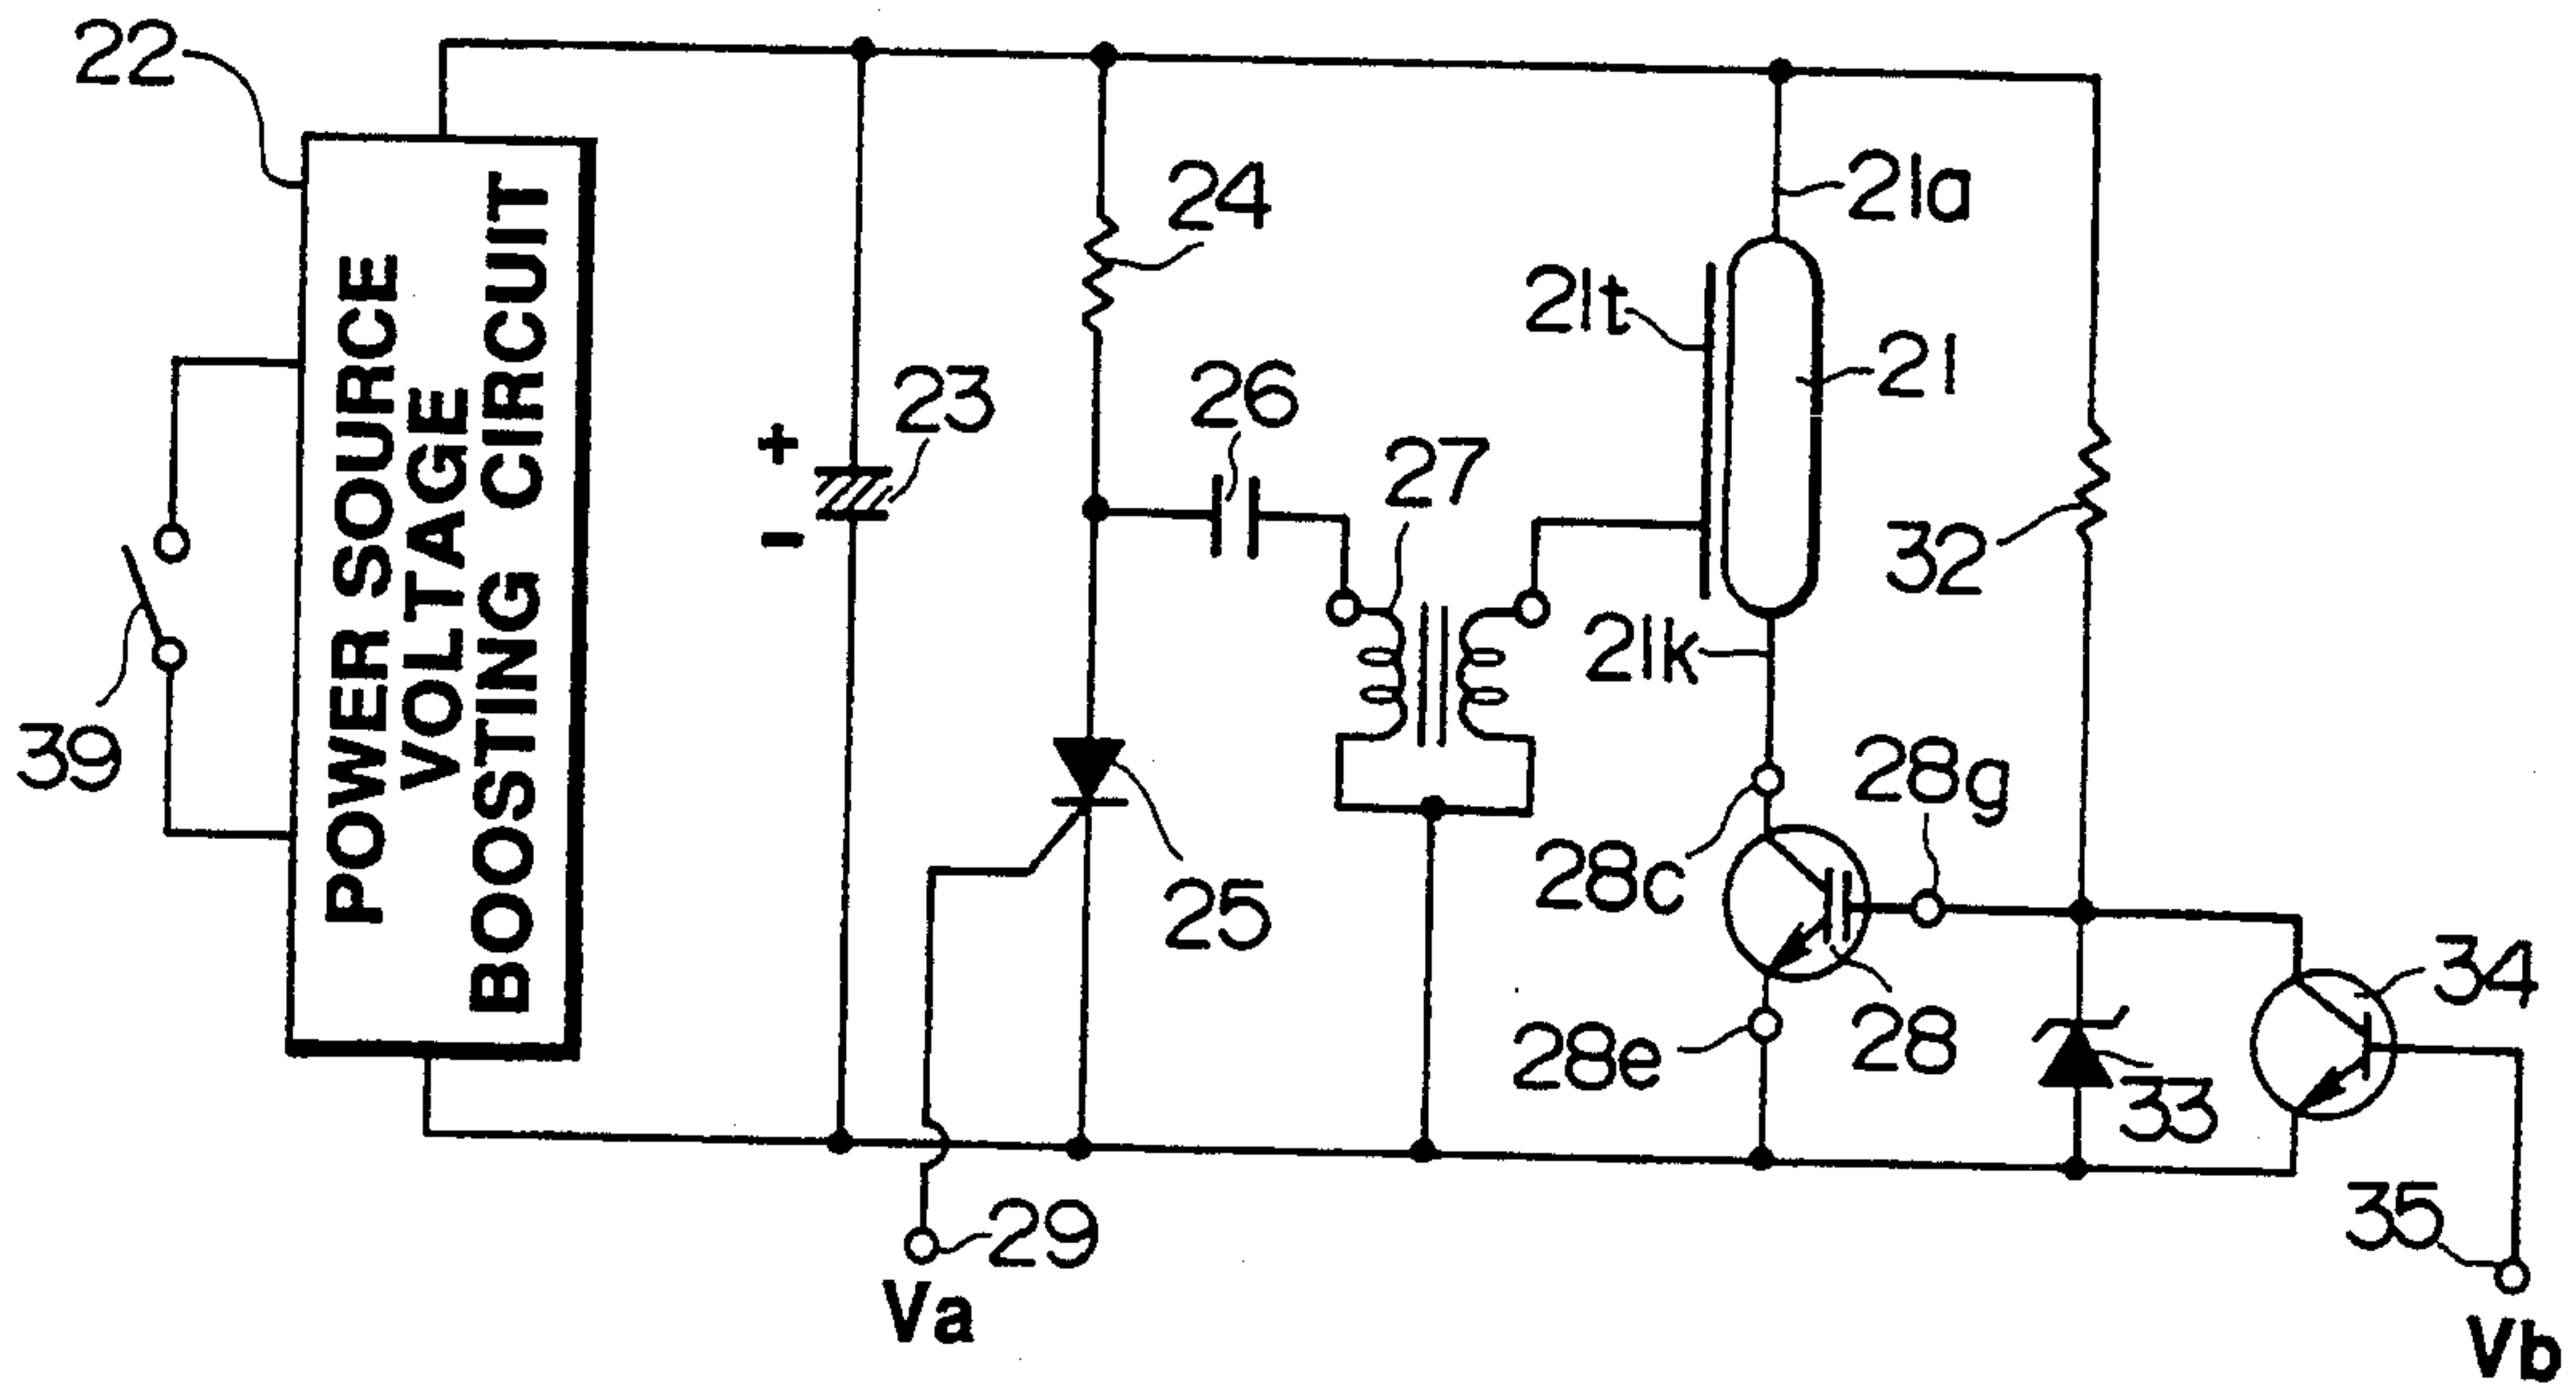 22
POWER SOURCE
VOLTAGE
BOOSTING CIRCUIT
39
+
23
-
24
26
27
25
21a
21t
21
21k
32
28c
28g
28e
28
33
34
29
Va
35
Vb